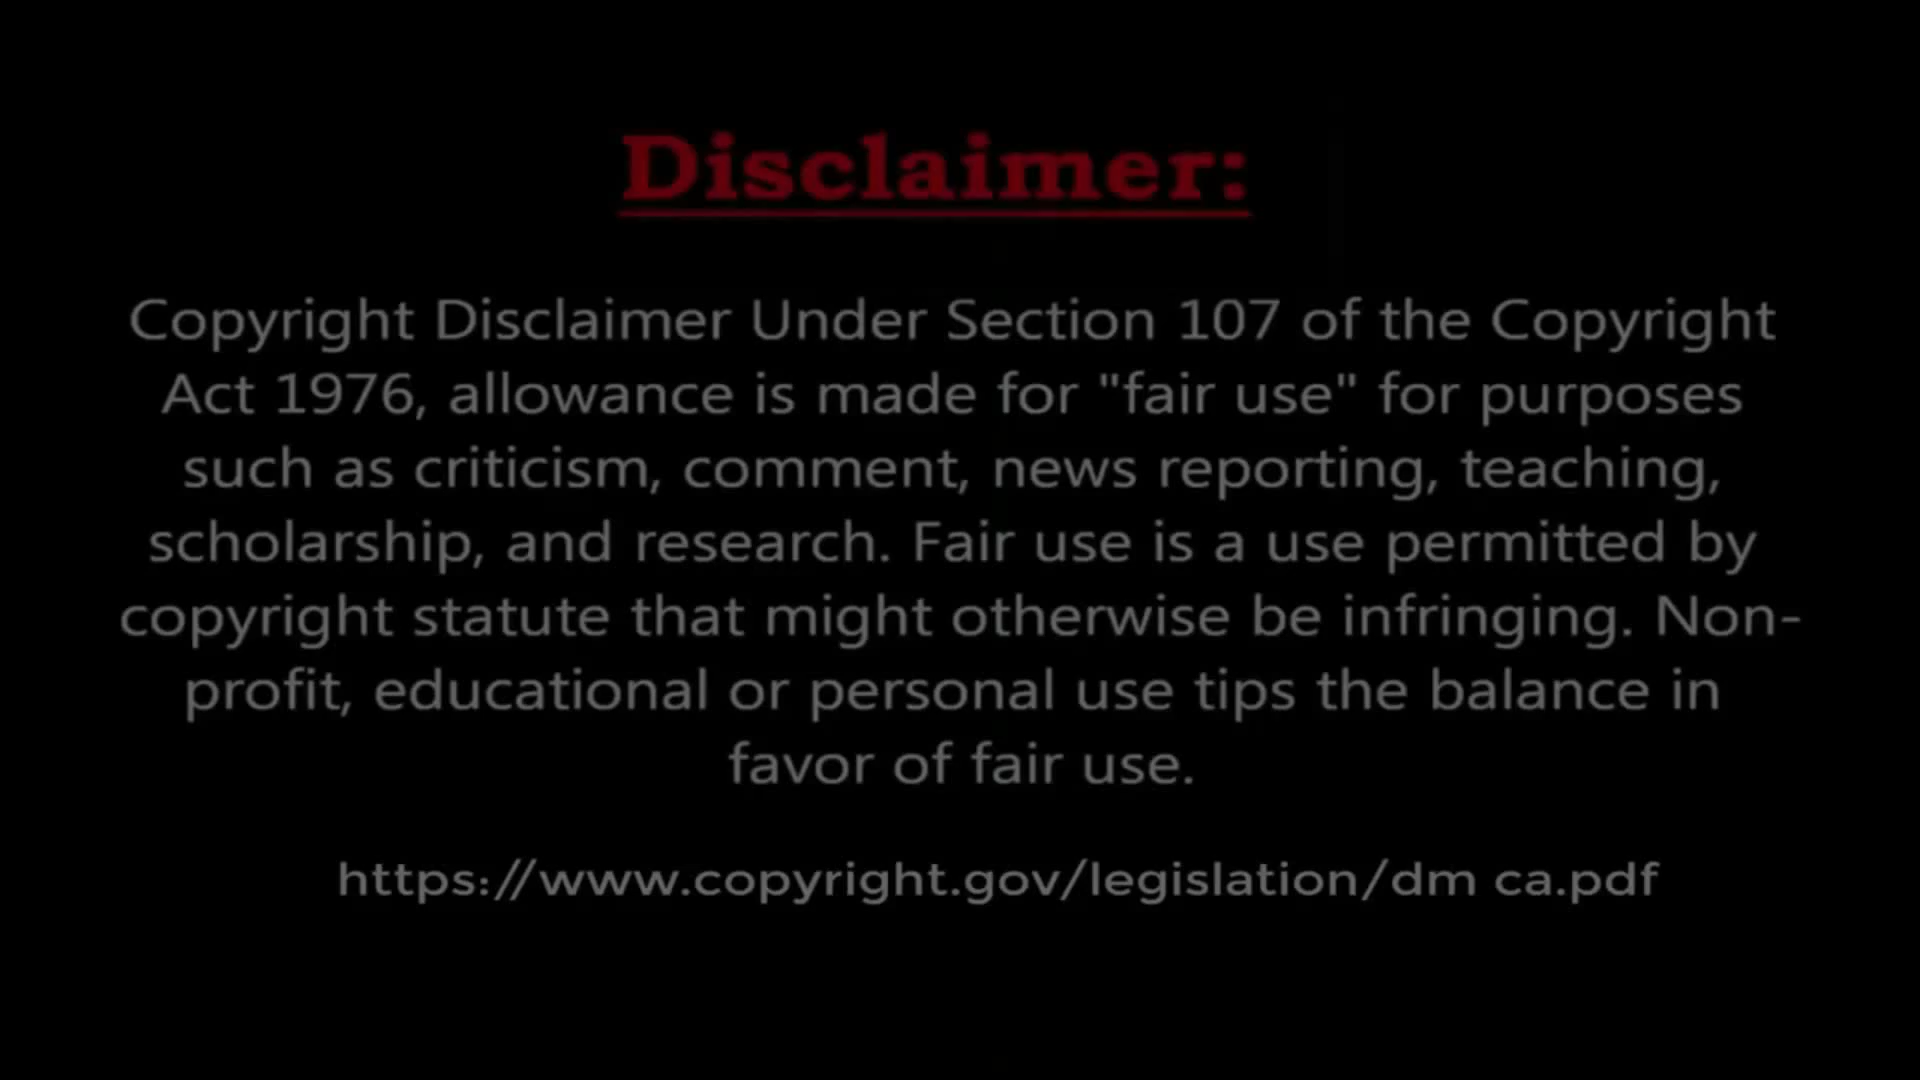 Disclaimer:
Copyright Disclaimer Under Section 107 of the Copyright
Act 1976, allowance is made for "fair use" for purposes
such as criticism, comment, news reporting, teaching,
scholarship, and research. Fair use is a use permitted by
copyright statute that might otherwise be infringing. Non-
profit, educational or personal use tips the balance in
favor of fair use.
https://www.copyright.gov/legislation/dm ca.pdf